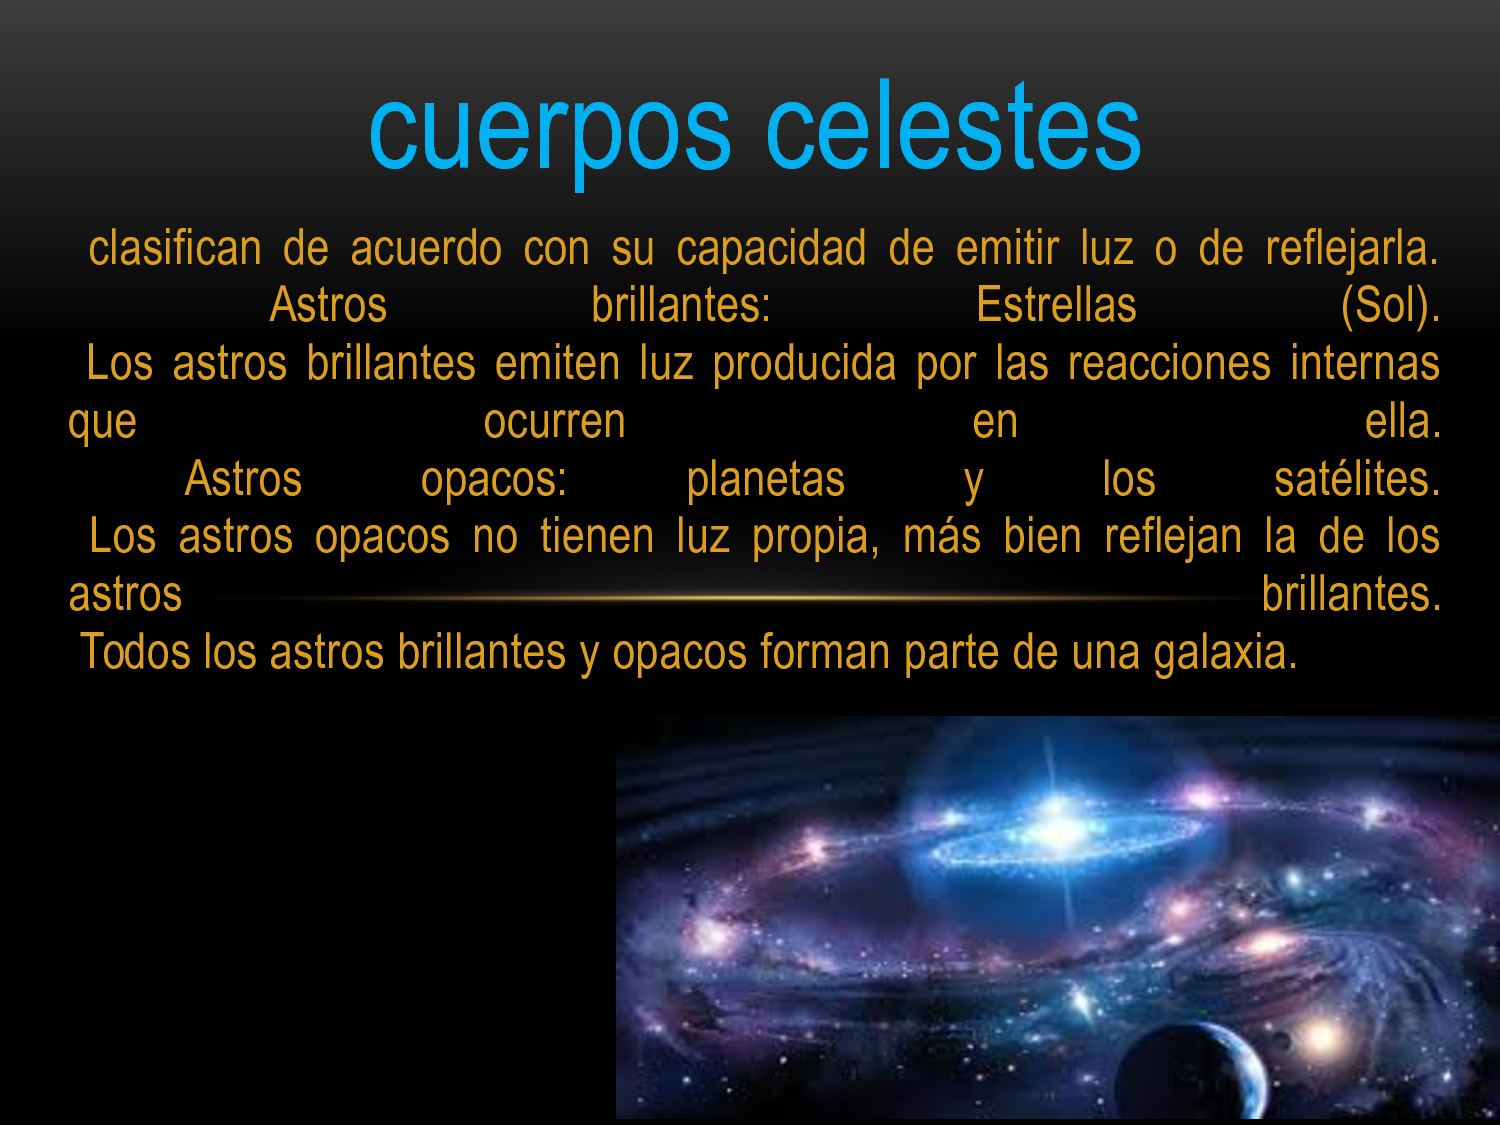 cuerpos celestes
clasifican de acuerdo con su capacidad de emitir luz o de reflejarla.
Astros brillantes: Estrellas (Sol).
Los astros brillantes emiten luz producida por las reacciones internas
que ocurren en ella.
Astros opacos: planetas y los satélites.
Los astros opacos no tienen luz propia, más bien reflejan la de los
astros brillantes.
Todos los astros brillantes y opacos forman parte de una galaxia.